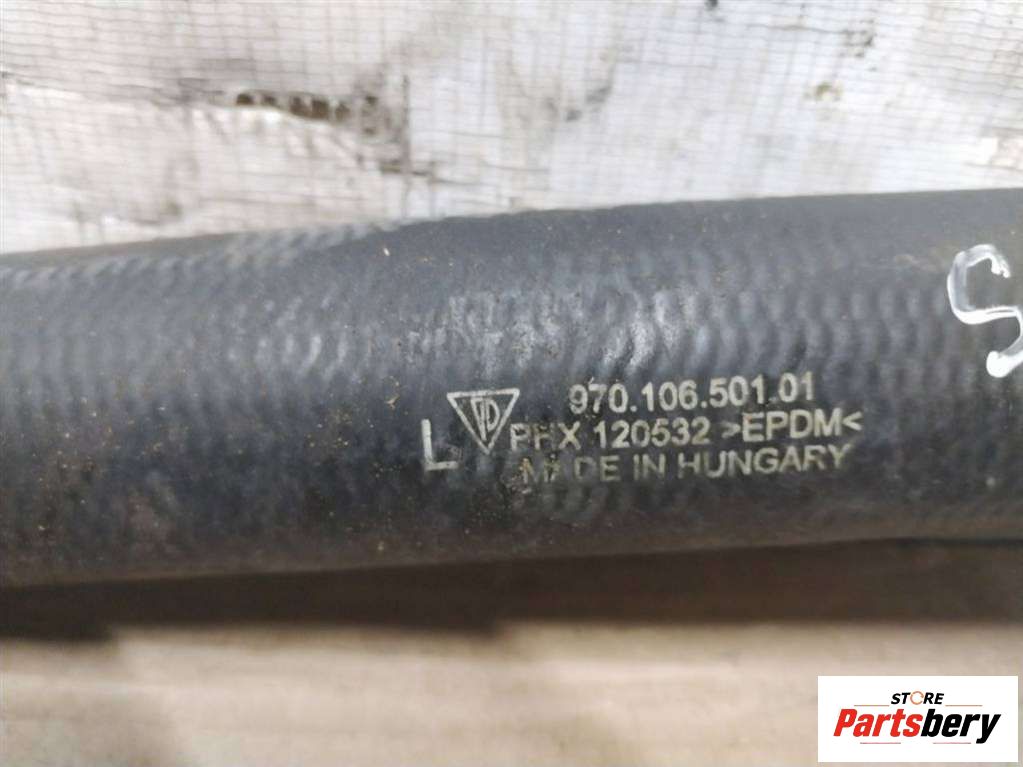 970.106.501.01
L PHX 120532 >EPDM<
MADE IN HUNGARY
S
STORE
Partsbery